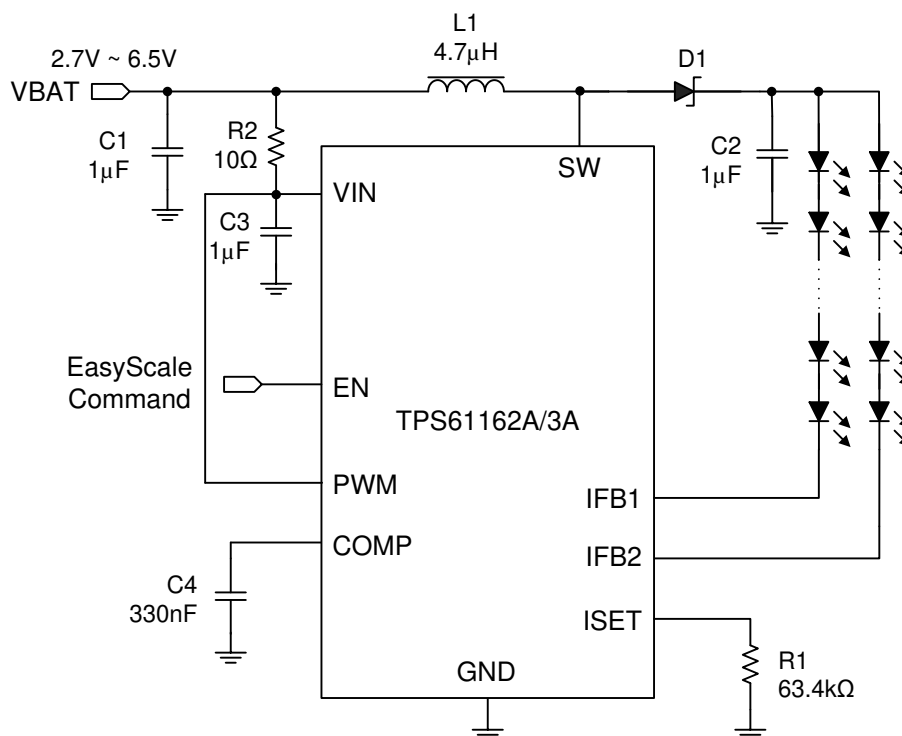 L1
4.7μH
D1
2.7V ~ 6.5V
VBAT
C1
1μF
R2
10Ω
C2
1μF
SW
VIN
C3
1μF
EasyScale
Command
EN
TPS61162A/3A
PWM
IFB1
COMP
IFB2
C4
330nF
ISET
R1
63.4kΩ
GND